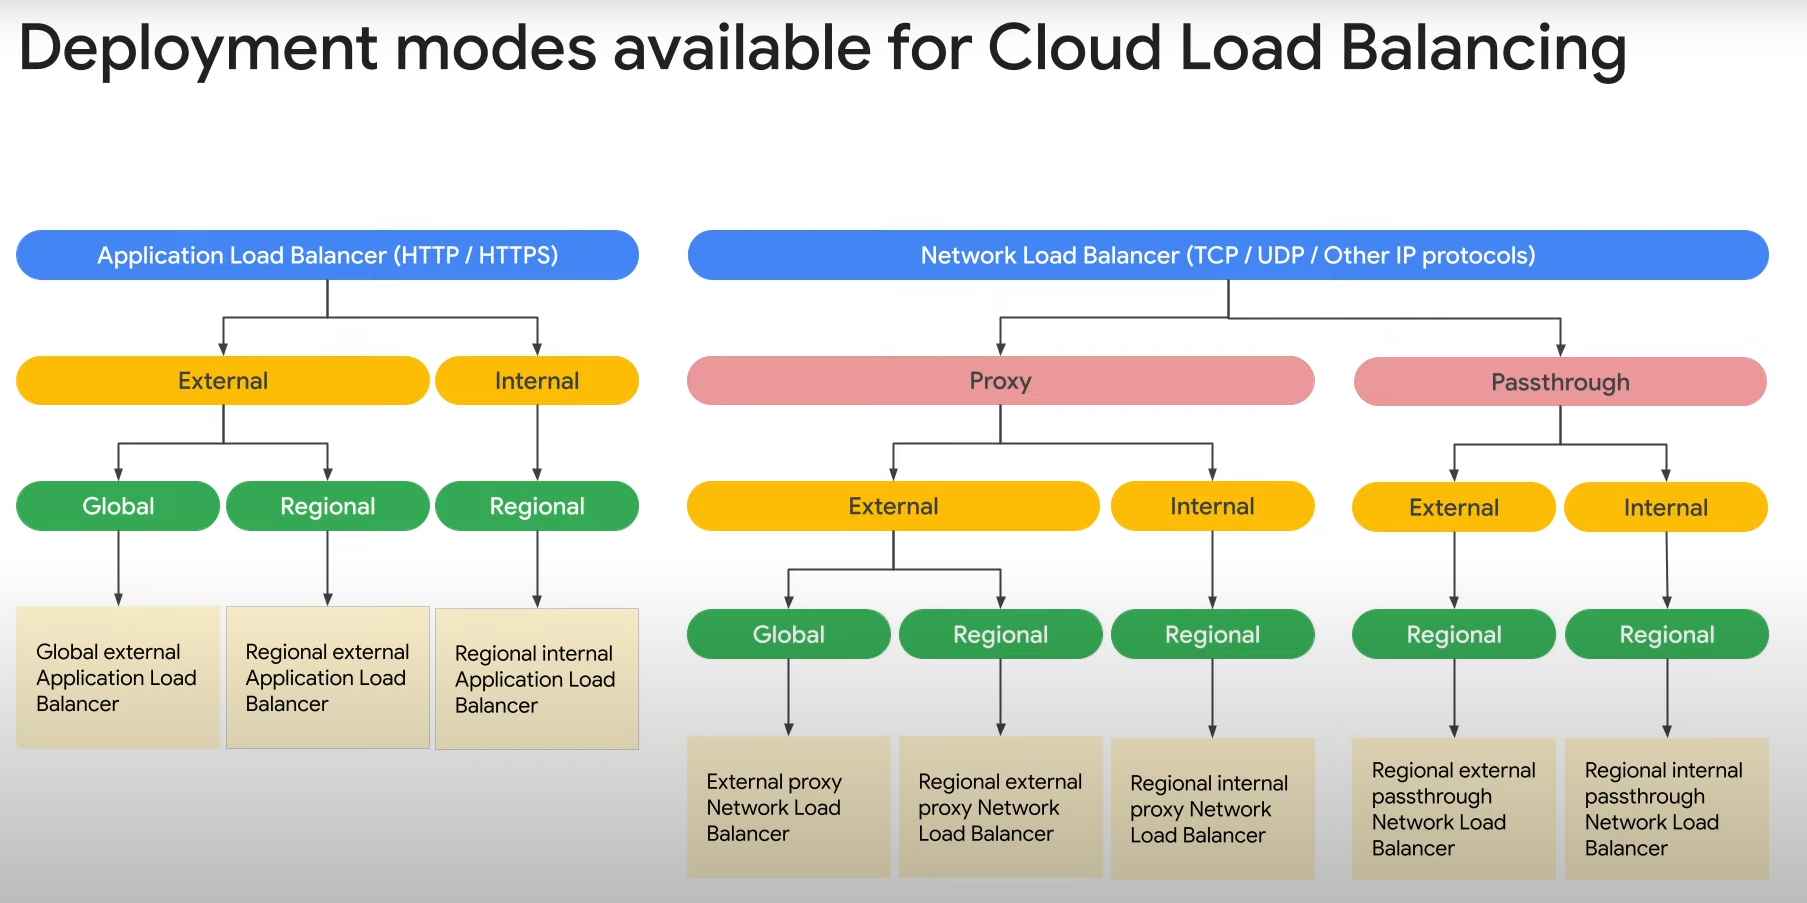 Deployment modes available for Cloud Load Balancing
Application Load Balancer (HTTP / HTTPS)
Network Load Balancer (TCP / UDP / Other IP protocols)
External
Internal
Proxy
Passthrough
Global
Regional
Regional
External
Internal
External
Internal
Global
Regional
Regional
Regional
Regional
Global external
Application Load
Balancer
Regional external
Application Load
Balancer
Regional internal
Application Load
Balancer
External proxy
Network Load
Balancer
Regional external
proxy Network
Load Balancer
Regional internal
proxy Network
Load Balancer
Regional external
passthrough
Network Load
Balancer
Regional internal
passthrough
Network Load
Balancer